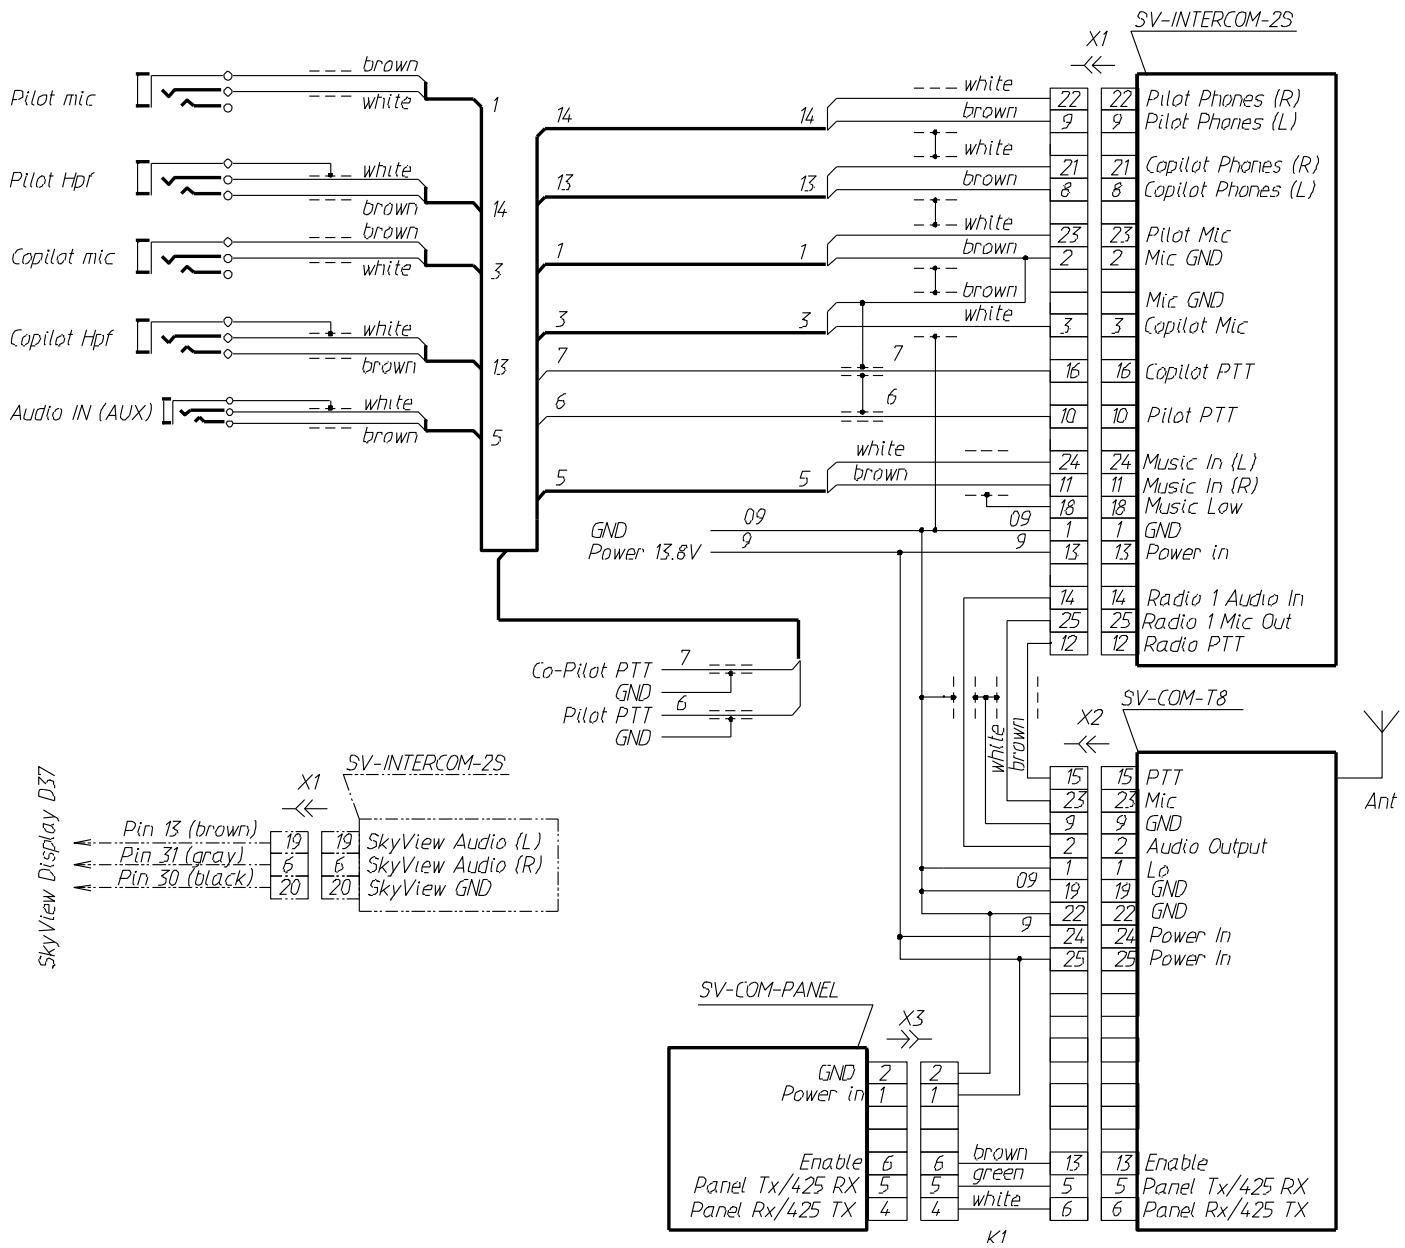 SV-INTERCOM-2S
X1
Pilot mic
brown
white
1
Pilot Hpf
white
brown
14
Copilot mic
brown
white
3
Copilot Hpf
white
brown
13
Audio IN (AUX)
white
brown
5
14 14 white
brown
13 13 white
brown
1 1 white
brown
3 3 brown
white
7 7
6 6
5 5 white
brown
GND 09 09
Power 13.8V 9 9
22 22 Pilot Phones (R)
9 9 Pilot Phones (L)
21 21 Copilot Phones (R)
8 8 Copilot Phones (L)
23 23 Pilot Mic
2 2 Mic GND
Mic GND
3 3 Copilot Mic
16 16 Copilot PTT
10 10 Pilot PTT
24 24 Music In (L)
11 11 Music In (R)
18 18 Music Low
1 1 GND
13 13 Power in
14 14 Radio 1 Audio In
25 25 Radio 1 Mic Out
12 12 Radio PTT
Co-Pilot PTT 7
GND
Pilot PTT 6
GND
SV-COM-T8
X2
white
brown
15 15 PTT
23 23 Mic
9 9 GND
2 2 Audio Output
1 1 Lo
09 19 19 GND
22 22 GND
9 24 24 Power In
25 25 Power In
Ant
SkyView Display D37
SV-INTERCOM-2S
X1
Pin 13 (brown) 19 19 SkyView Audio (L)
Pin 31 (gray) 6 6 SkyView Audio (R)
Pin 30 (black) 20 20 SkyView GND
SV-COM-PANEL
X3
GND 2 2
Power in 1 1
Enable 6 6 brown 13 13 Enable
Panel Tx/425 RX 5 5 green 5 5 Panel Tx/425 RX
Panel Rx/425 TX 4 4 white 6 6 Panel Rx/425 TX
K1